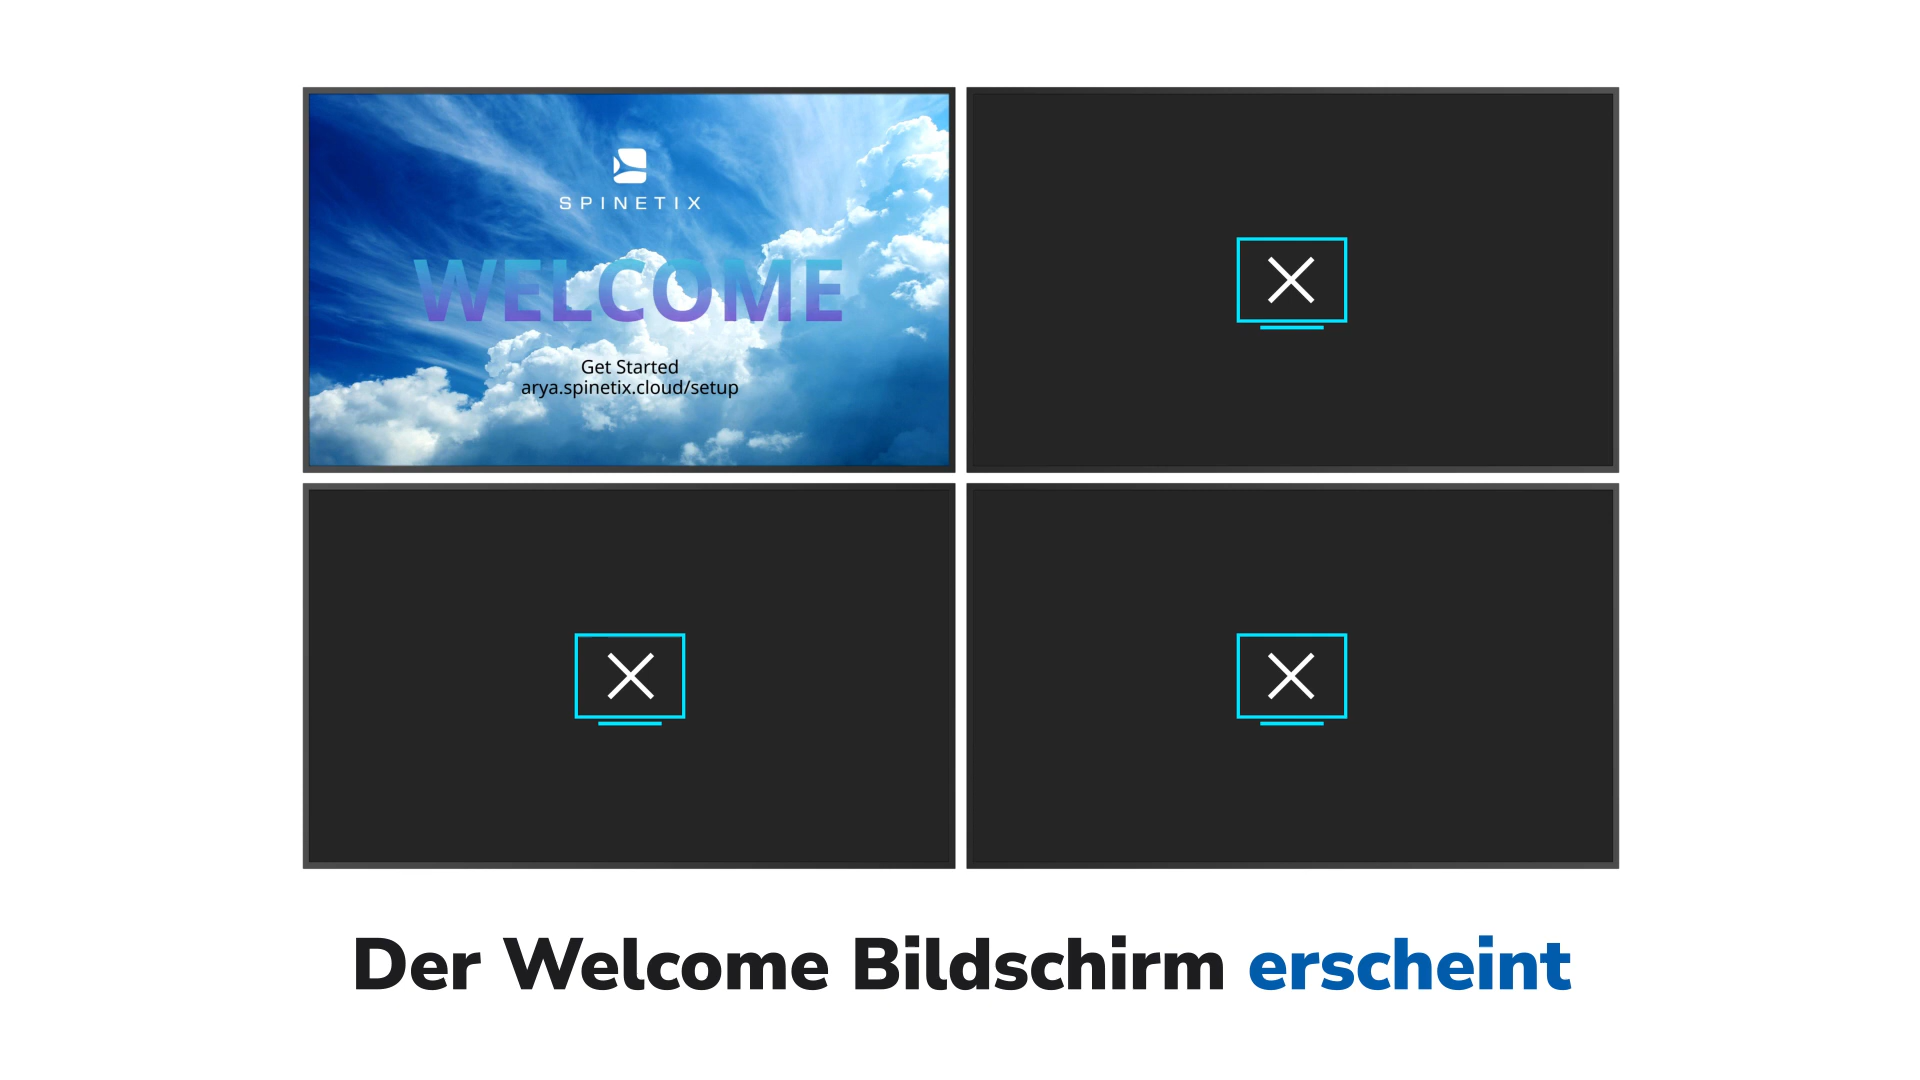 SPINETIX
WELCOME
Get Started
arya.spinetix.cloud/setup
Der Welcome Bildschirm erscheint